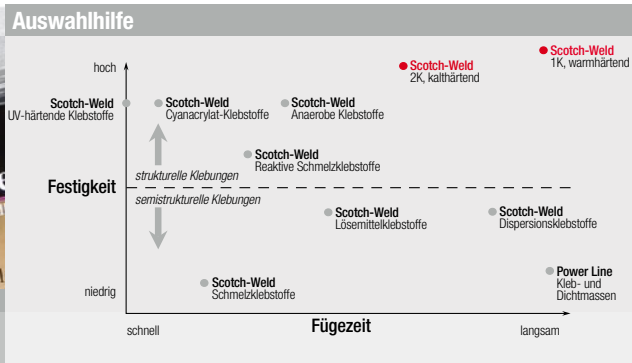 Auswahlhilfe
hoch
Scotch-Weld
2K, kalthärtend
Scotch-Weld
1K, warmhärtend
Scotch-Weld
UV-härtende Klebstoffe
Scotch-Weld
Cyanacrylat-Klebstoffe
Scotch-Weld
Anaerobe Klebstoffe
Scotch-Weld
Reaktive Schmelzklebstoffe
strukturelle Klebungen
Festigkeit
semistrukturelle Klebungen
Scotch-Weld
Lösemittelklebstoffe
Scotch-Weld
Dispersionsklebstoffe
Scotch-Weld
Schmelzklebstoffe
Power Line
Kleb- und
Dichtmassen
niedrig
schnell
Fügezeit
langsam